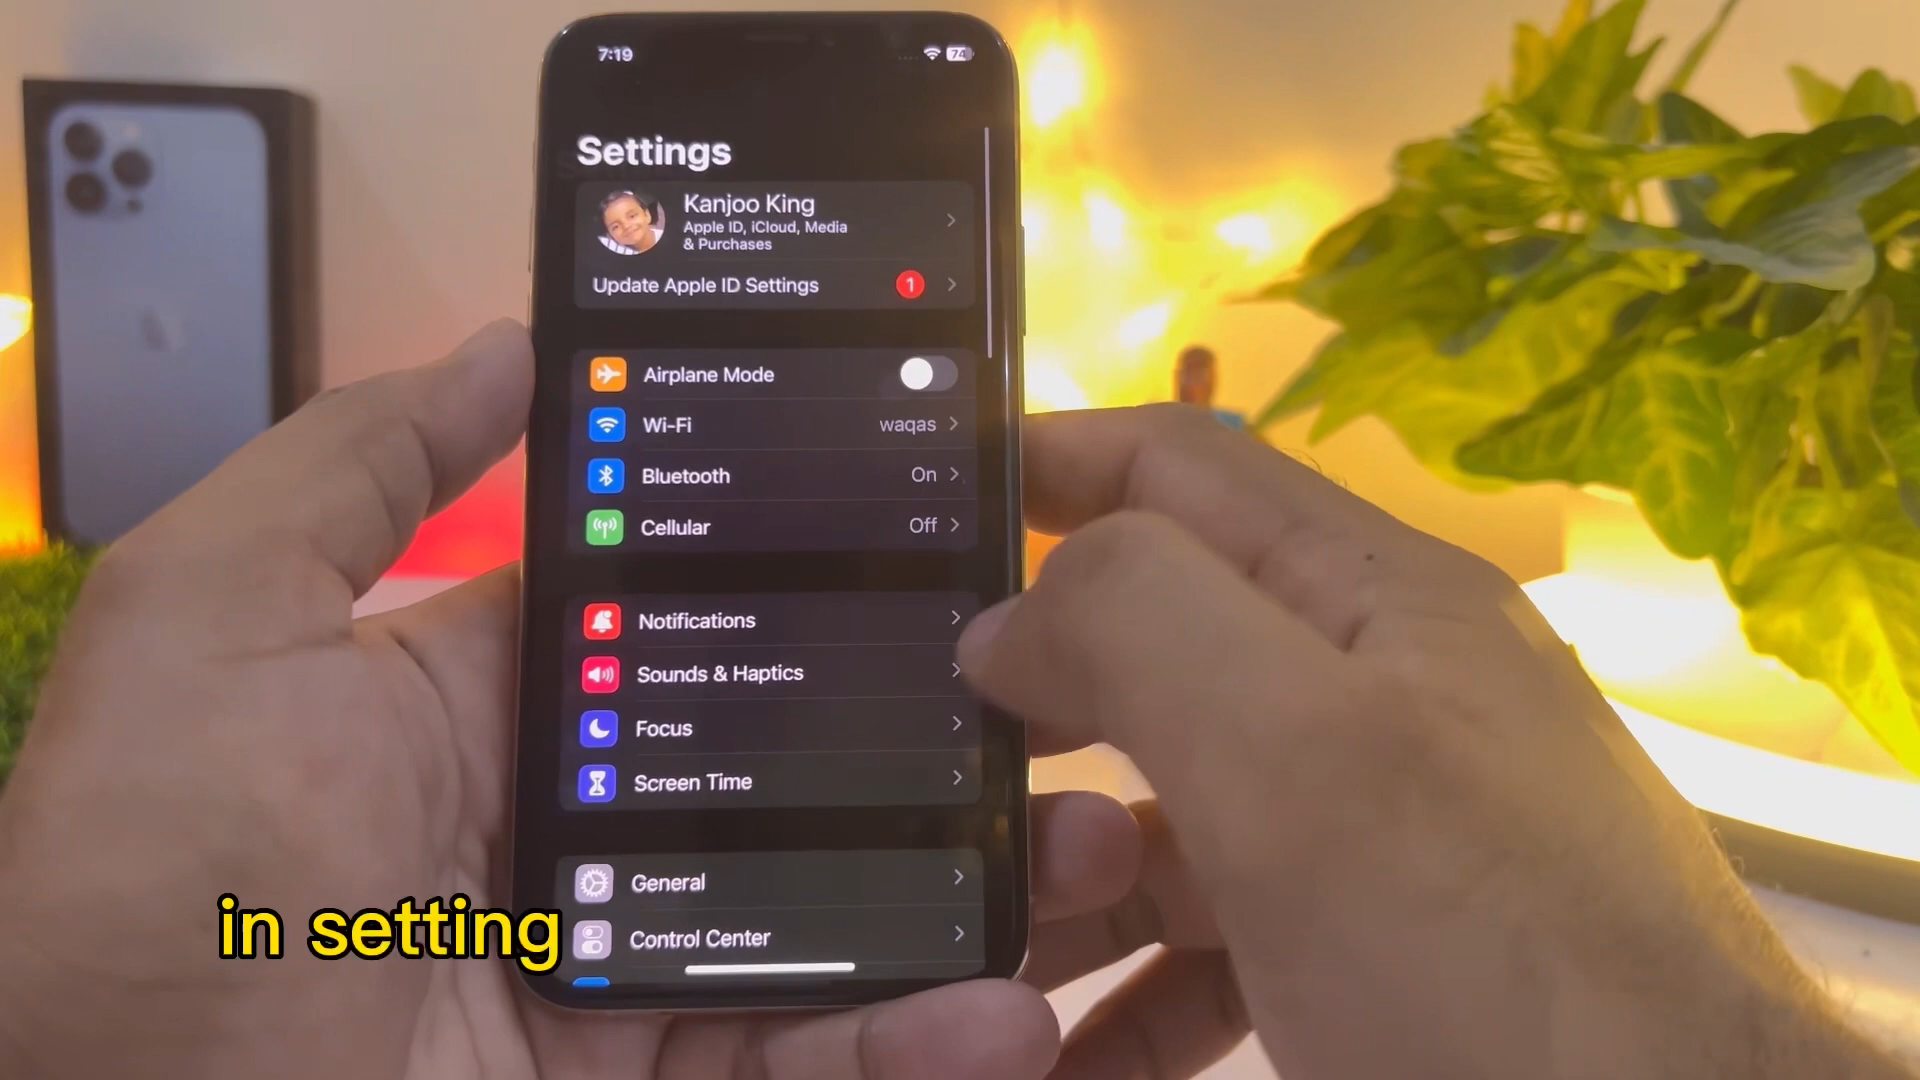 7:19
74
Settings
Kanjoo King
Apple ID, iCloud, Media
& Purchases
Update Apple ID Settings 1
Airplane Mode
Wi-Fi waqas
Bluetooth On
Cellular Off
Notifications
Sounds & Haptics
Focus
Screen Time
General
in setting
Control Center